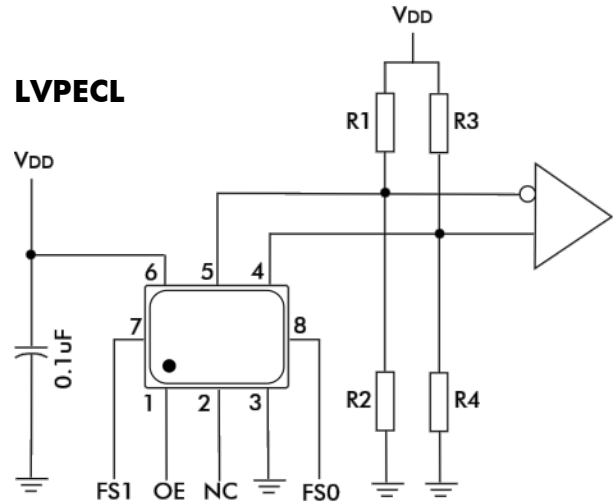 VDD
LVPECL
R1
R3
VDD
6
5
4
7
8
0.1uF
1
2
3
R2
R4
FS1
OE
NC
FS0